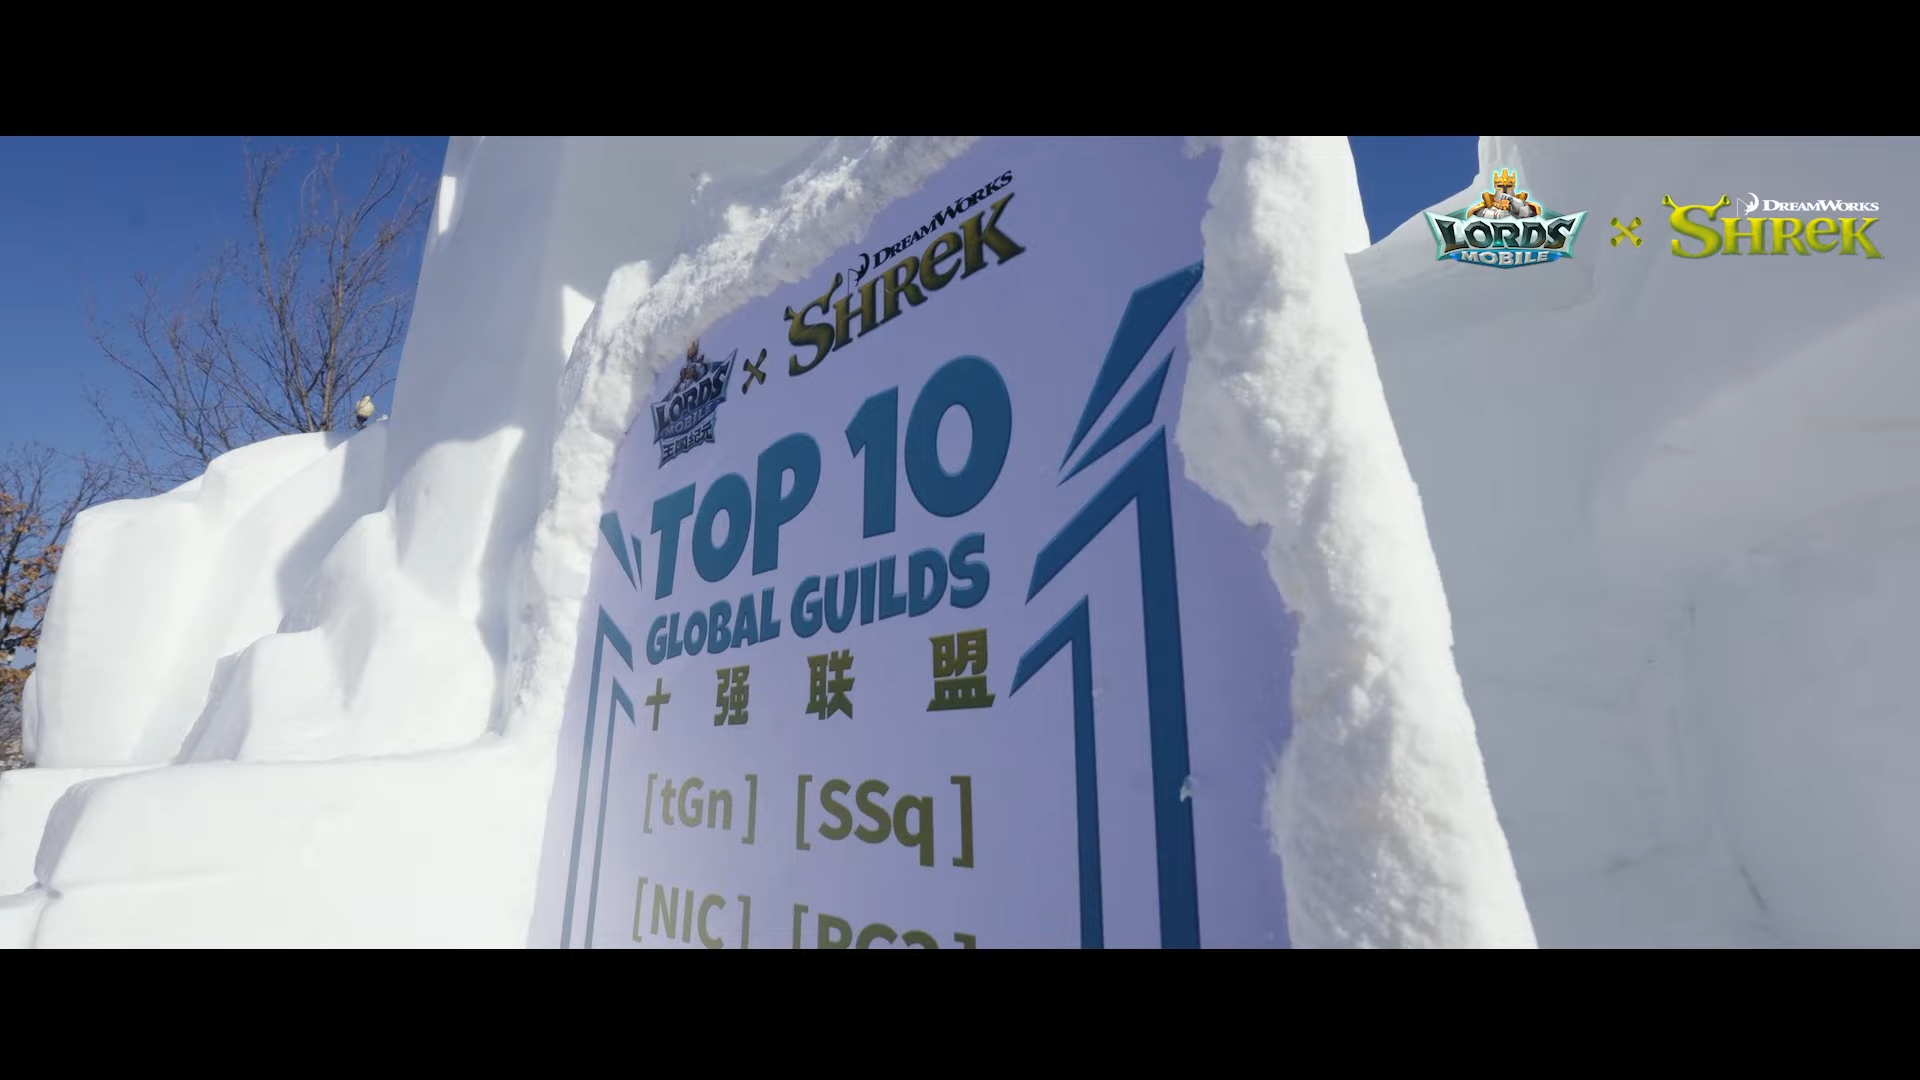 DREAMWORKS
SHREK
LORDS
MOBILE
王国纪元
×
TOP 10
GLOBAL GUILDS
十强联盟
[tGn] [SSq]
[NIC]
LORDS
MOBILE
×
DREAMWORKS
SHREK